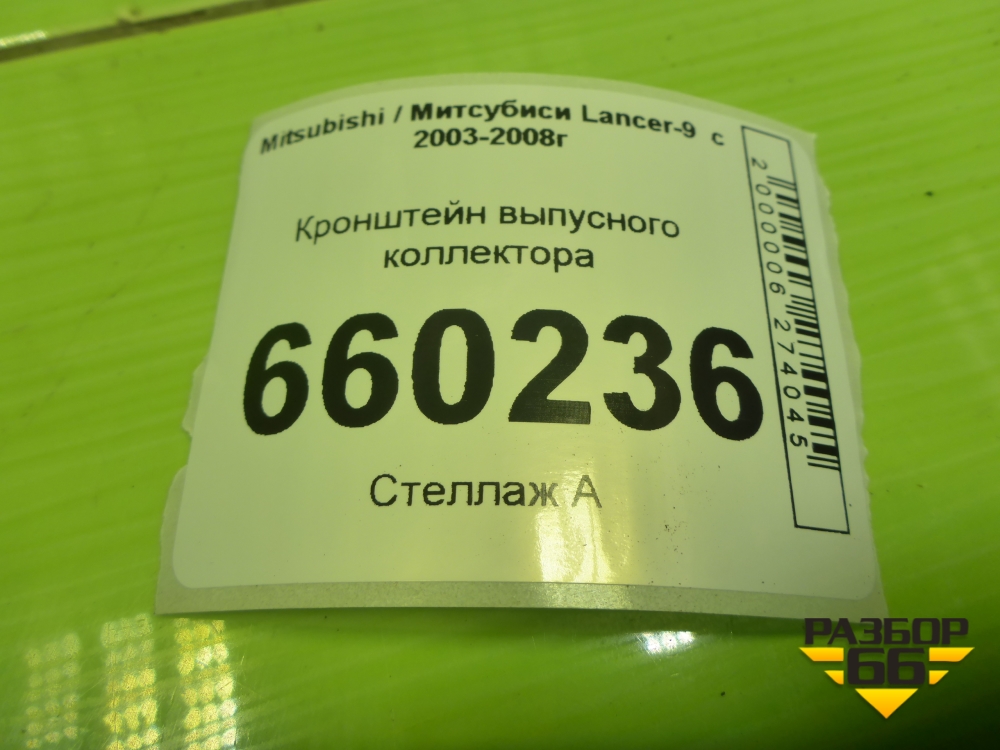 Mitsubishi / Митсубиси Lancer-9 с
2003-2008г
Кронштейн выпусного
коллектора
660236
Стеллаж А
2000006274045
РАЗБОР
66